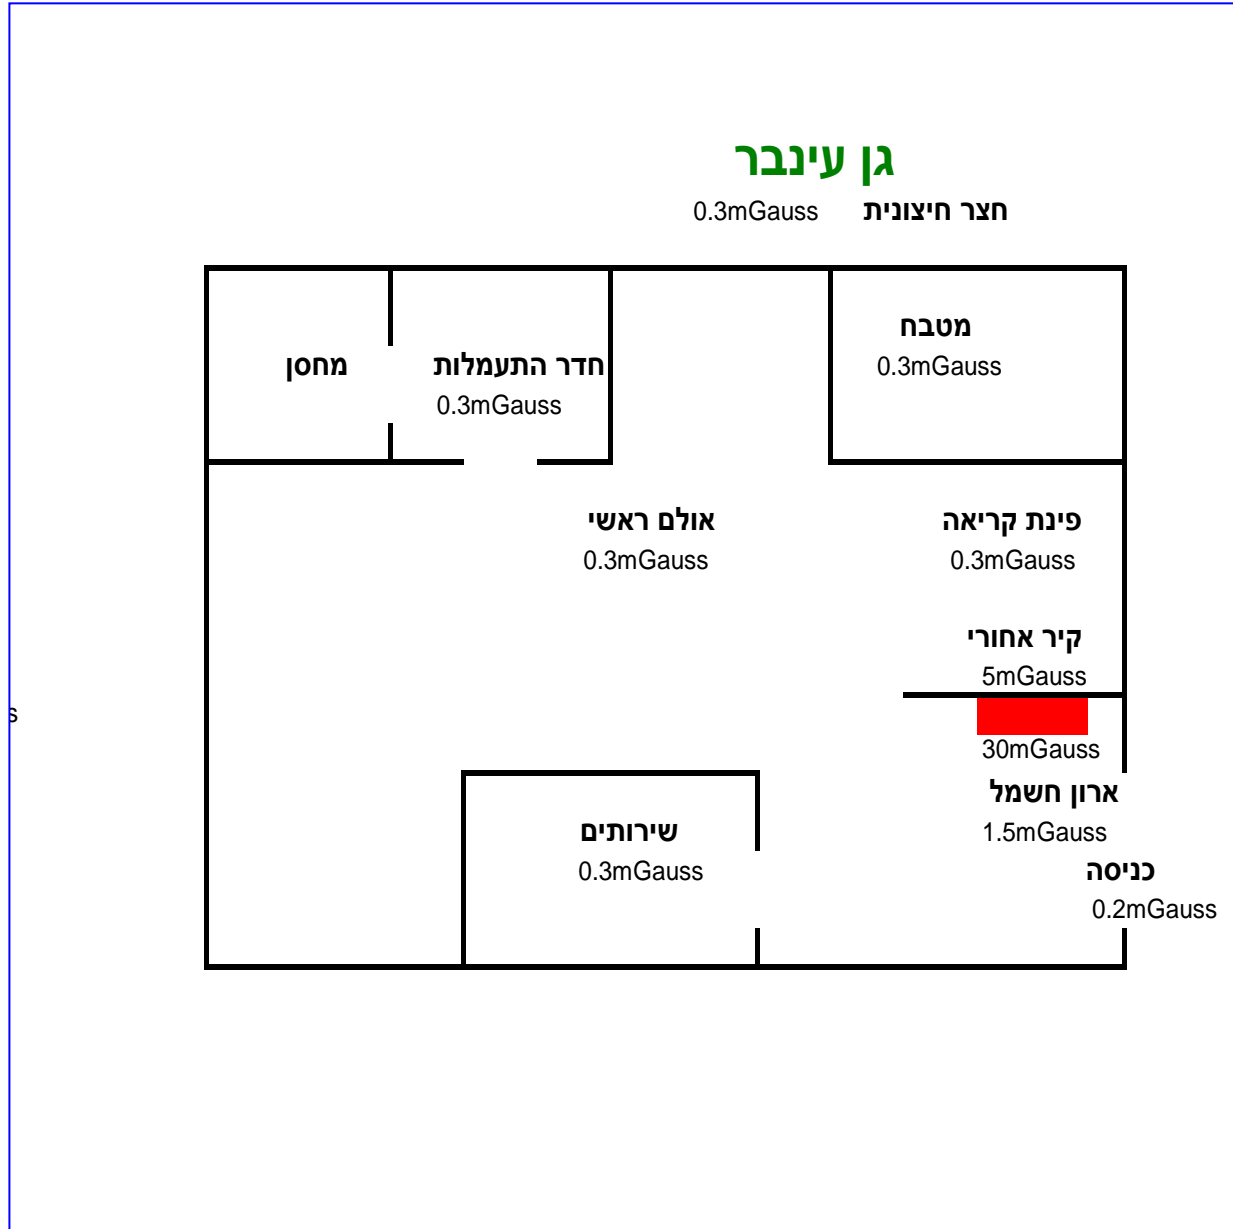 גן עינבר
חצר חיצונית 0.3mGauss
מטבח
0.3mGauss
חדר התעמלות
0.3mGauss
מחסן
פינת קריאה
0.3mGauss
אולם ראשי
0.3mGauss
קיר אחורי
5mGauss
s
30mGauss
ארון חשמל
1.5mGauss
שירותים
0.3mGauss
כניסה
0.2mGauss